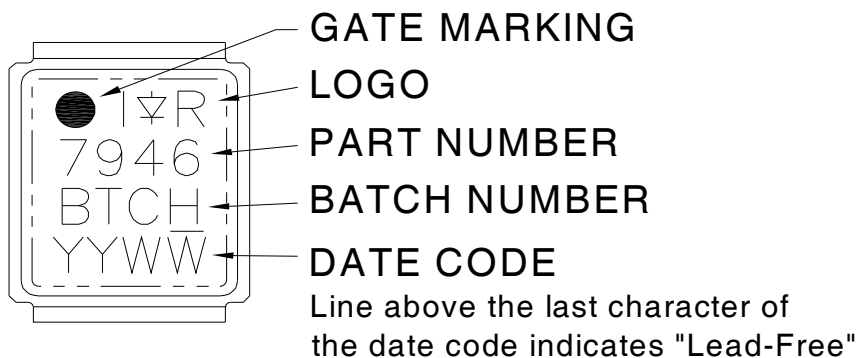 GATE MARKING
I R
LOGO
7946
PART NUMBER
BTCH
BATCH NUMBER
YYWW̅
DATE CODE
Line above the last character of
the date code indicates "Lead-Free"